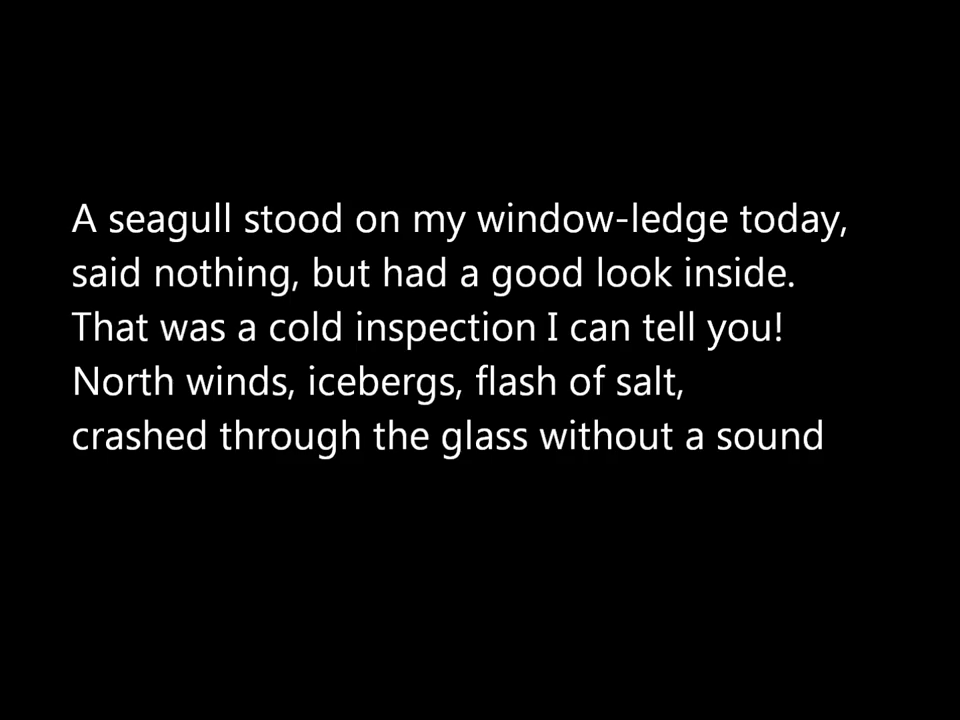 A seagull stood on my window-ledge today,
said nothing, but had a good look inside.
That was a cold inspection I can tell you!
North winds, icebergs, flash of salt,
crashed through the glass without a sound